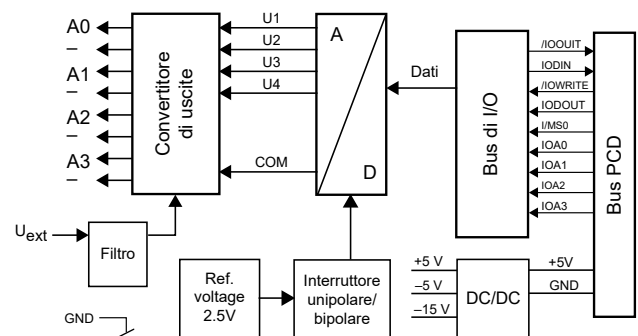 A0
–
A1
–
A2
–
A3
–
Convertitore
di uscite
U1
U2
U3
U4
COM
A
D
Dati
Bus di I/O
/IOOUIT
IODIN
/IOWRITE
IODOUT
I/MS0
IOA0
IOA1
IOA2
IOA3
Bus PCD
Uext
Filtro
Ref.
voltage
2.5V
Interruttore
unipolare/
bipolare
+5 V
–5 V
–15 V
DC/DC
+5V
GND
GND